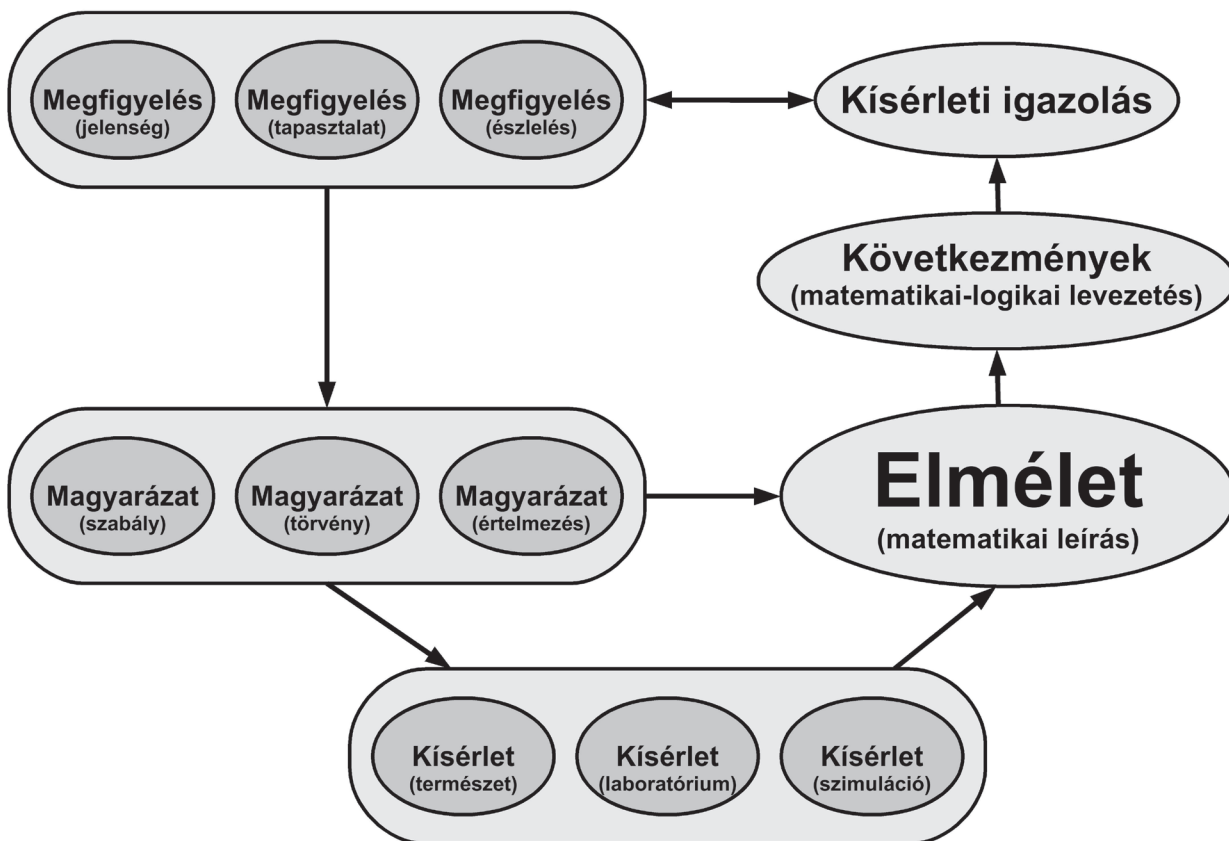 Megfigyelés
(jelenség)
Megfigyelés
(tapasztalat)
Megfigyelés
(észlelés)
Kísérleti igazolás
Következmények
(matematikai-logikai levezetés)
Magyarázat
(szabály)
Magyarázat
(törvény)
Magyarázat
(értelmezés)
Elmélet
(matematikai leírás)
Kísérlet
(természet)
Kísérlet
(laboratórium)
Kísérlet
(szimuláció)